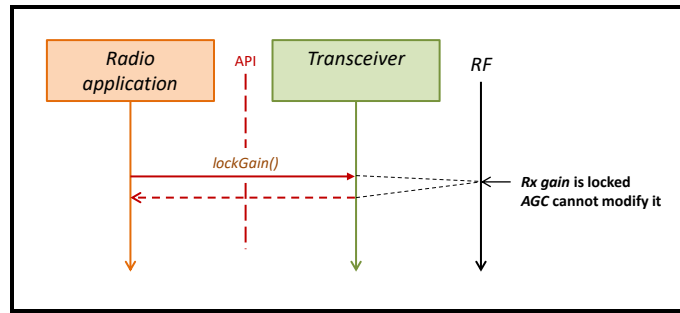 Radio
application
API
Transceiver
RF
lockGain()
Rx gain is locked
AGC cannot modify it